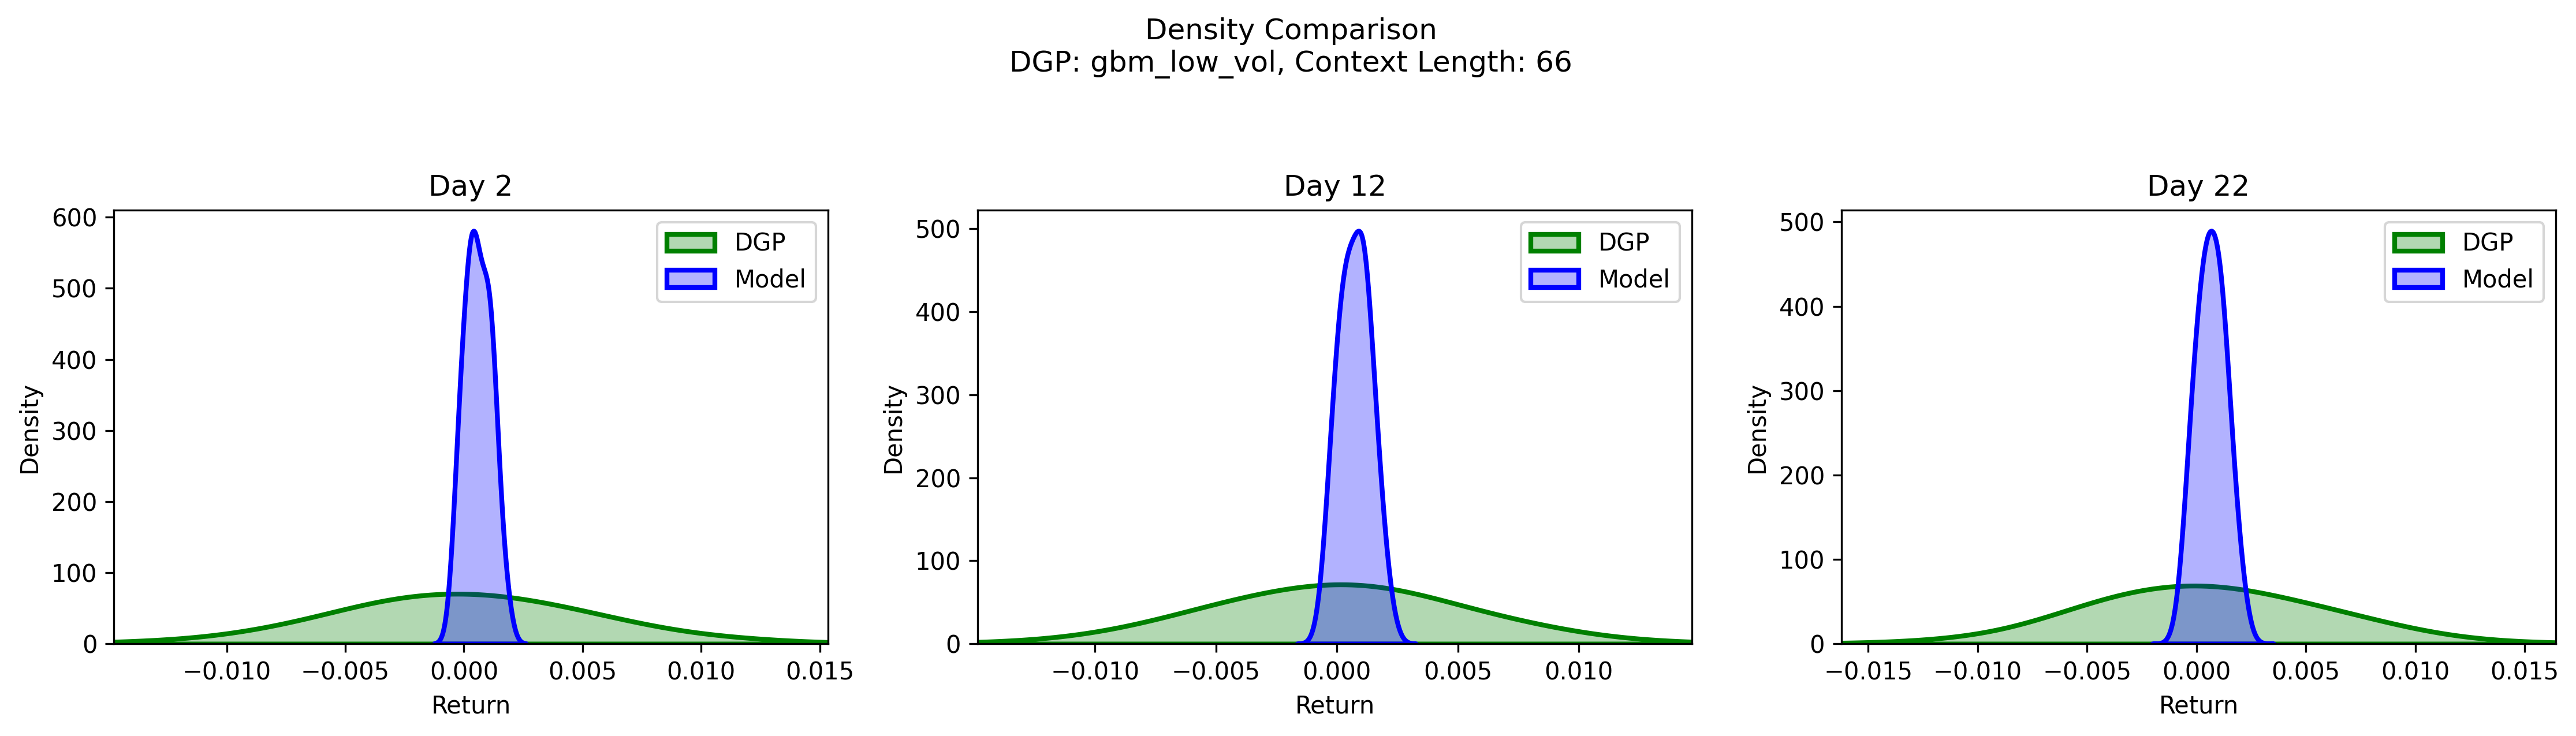 Density Comparison
DGP: gbm_low_vol, Context Length: 66
Day 2
600
500
400
300
200
100
0
Density
−0.010
−0.005
0.000
0.005
0.010
0.015
Return
DGP
Model
Day 12
500
400
300
200
100
0
Density
−0.010
−0.005
0.000
0.005
0.010
Return
DGP
Model
Day 22
500
400
300
200
100
0
Density
−0.015
−0.010
−0.005
0.000
0.005
0.010
0.015
Return
DGP
Model